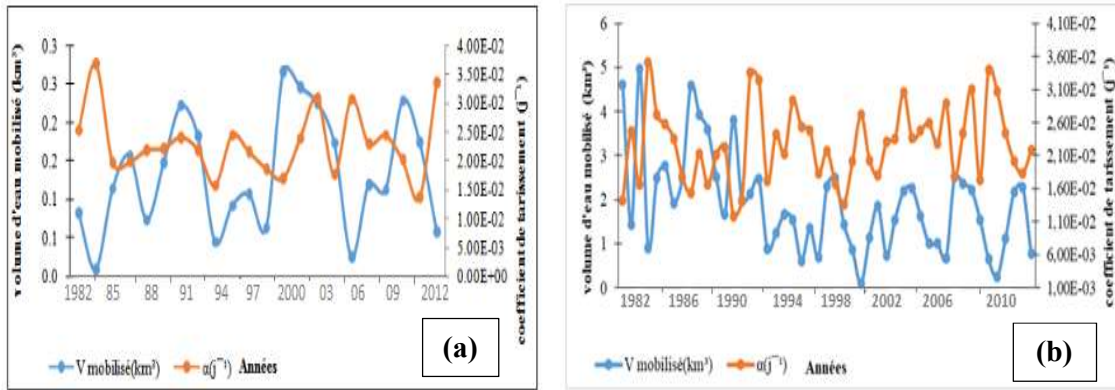 volume d'eau mobilisé (km³)
0.3
0.3
0.2
0.2
0.1
0.1
0.0
4.00E-02
3.50E-02
3.00E-02
2.50E-02
2.00E-02
1.50E-02
1.00E-02
5.00E-03
0.00E+00
coefficient de tarissement (j⁻¹)
1982 85 88 91 94 97 2000 03 06 09 2012
V mobilisé(km³) α(j⁻¹) Années
(a)
volume d'eau mobilisé (km³)
6
5
4
3
2
1
0
4,10E-02
3,60E-02
3,10E-02
2,60E-02
2,10E-02
1,60E-02
1,10E-02
6,00E-03
1,00E-03
coefficient de tarissement (j⁻¹)
1982 1986 1990 1994 1998 2002 2006 2010
V mobilisé(km³) α(j⁻¹) Années
(b)